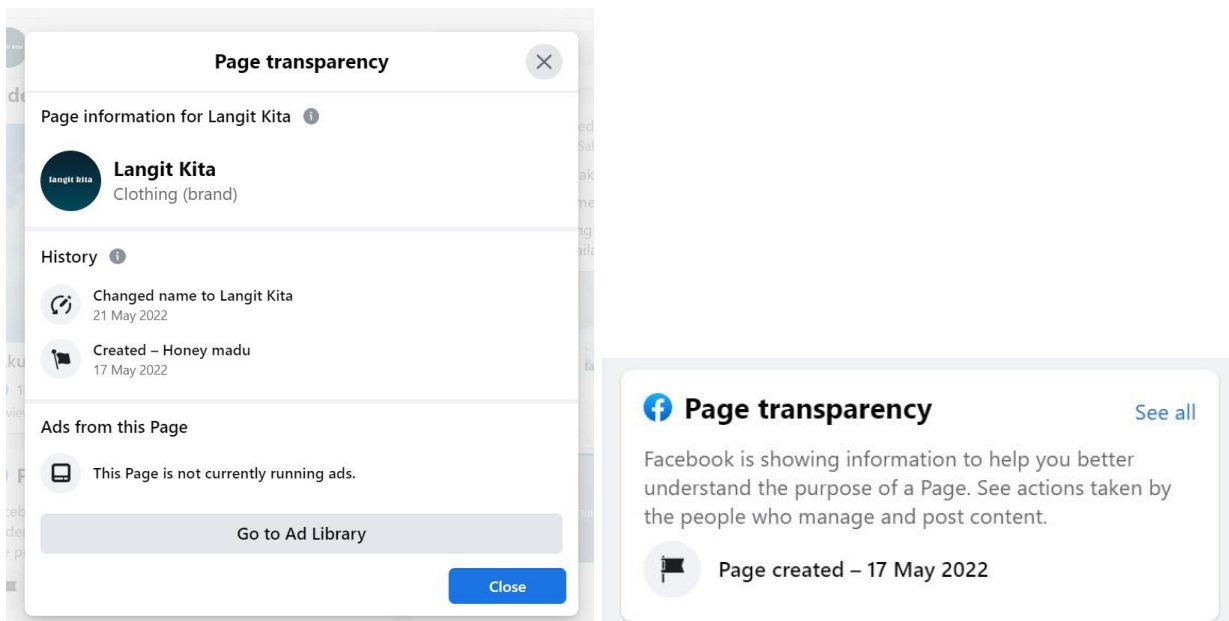 Page transparency
Page information for Langit Kita
langit kita
Langit Kita
Clothing (brand)
History
Changed name to Langit Kita
21 May 2022
Created – Honey madu
17 May 2022
Ads from this Page
This Page is not currently running ads.
Go to Ad Library
Close
Page transparency
See all
Facebook is showing information to help you better
understand the purpose of a Page. See actions taken by
the people who manage and post content.
Page created – 17 May 2022